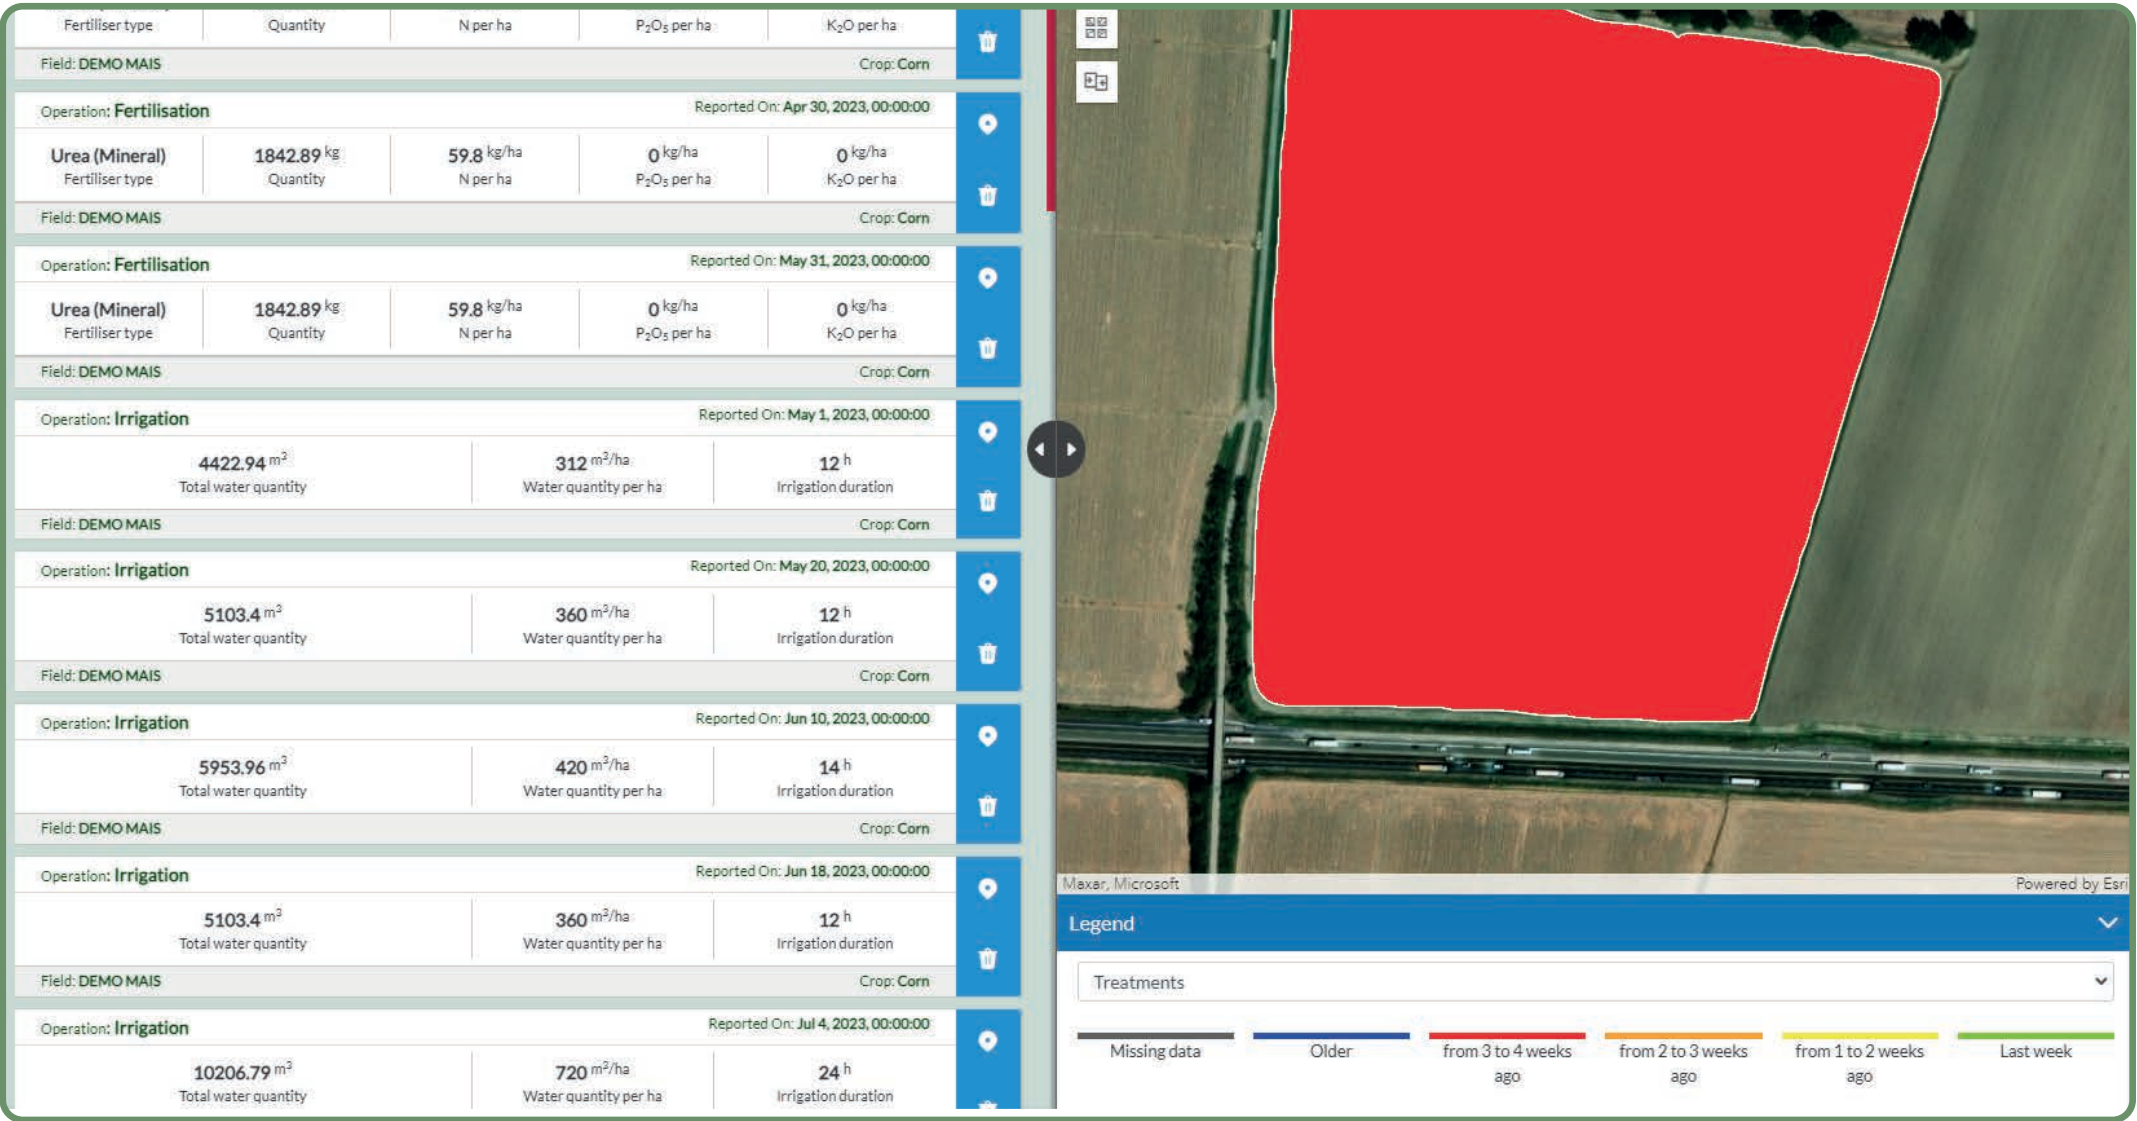 Fertiliser type Quantity N per ha P₂O₅ per ha K₂O per ha
Field: DEMO MAIS Crop: Corn
Operation: Fertilisation Reported On: Apr 30, 2023, 00:00:00
Urea (Mineral) 1842.89 kg 59.8 kg/ha 0 kg/ha 0 kg/ha
Fertiliser type Quantity N per ha P₂O₅ per ha K₂O per ha
Field: DEMO MAIS Crop: Corn
Operation: Fertilisation Reported On: May 31, 2023, 00:00:00
Urea (Mineral) 1842.89 kg 59.8 kg/ha 0 kg/ha 0 kg/ha
Fertiliser type Quantity N per ha P₂O₅ per ha K₂O per ha
Field: DEMO MAIS Crop: Corn
Operation: Irrigation Reported On: May 1, 2023, 00:00:00
4422.94 m³ 312 m³/ha 12 h
Total water quantity Water quantity per ha Irrigation duration
Field: DEMO MAIS Crop: Corn
Operation: Irrigation Reported On: May 20, 2023, 00:00:00
5103.4 m³ 360 m³/ha 12 h
Total water quantity Water quantity per ha Irrigation duration
Field: DEMO MAIS Crop: Corn
Operation: Irrigation Reported On: Jun 10, 2023, 00:00:00
5953.96 m³ 420 m³/ha 14 h
Total water quantity Water quantity per ha Irrigation duration
Field: DEMO MAIS Crop: Corn
Operation: Irrigation Reported On: Jun 18, 2023, 00:00:00
5103.4 m³ 360 m³/ha 12 h
Total water quantity Water quantity per ha Irrigation duration
Field: DEMO MAIS Crop: Corn
Operation: Irrigation Reported On: Jul 4, 2023, 00:00:00
10206.79 m³ 720 m³/ha 24 h
Total water quantity Water quantity per ha Irrigation duration
Maxar, Microsoft Powered by Esri
Legend
Treatments
Missing data Older from 3 to 4 weeks from 2 to 3 weeks from 1 to 2 weeks Last week
ago ago ago